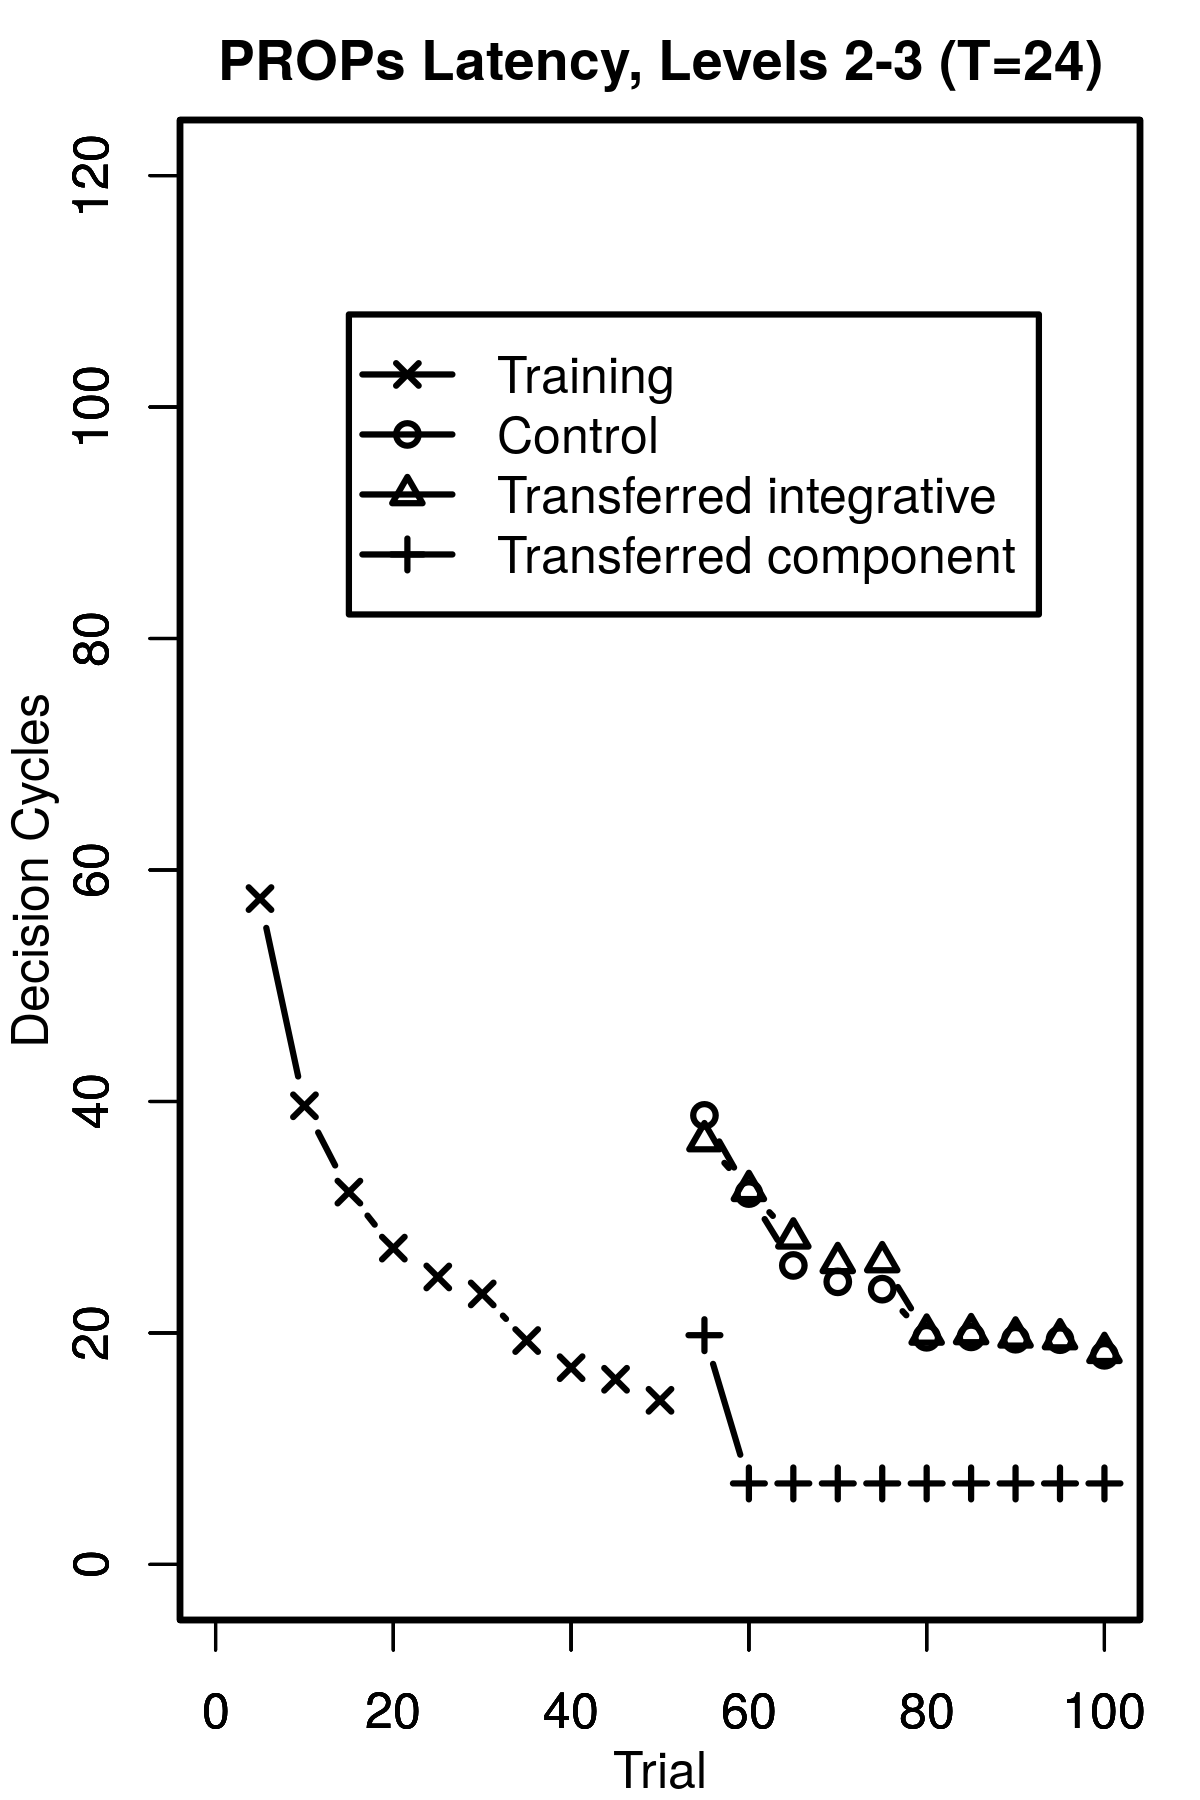 PROPs Latency, Levels 2-3 (T=24)
120
100
80
60
40
20
0
Decision Cycles
Training
Control
Transferred integrative
Transferred component
0 20 40 60 80 100
Trial